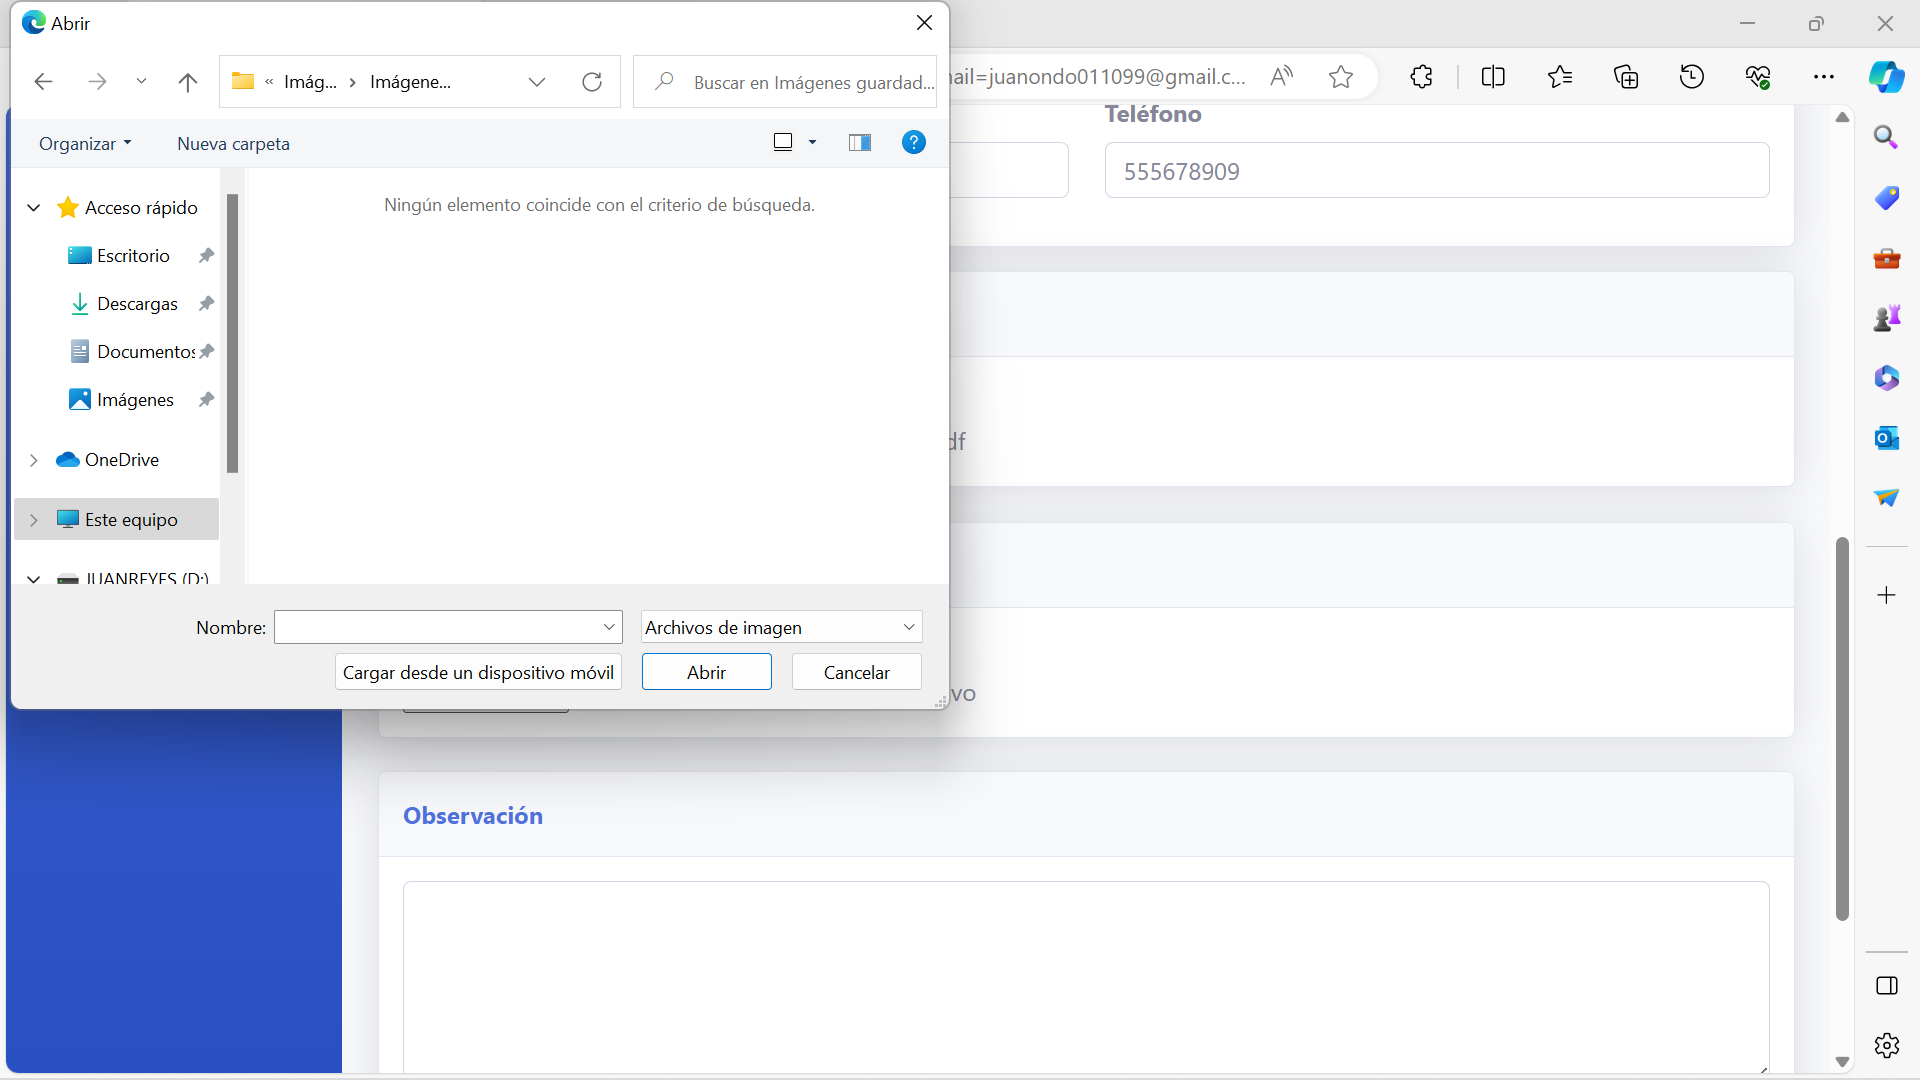 Abrir
Imág... Imágene...
Buscar en Imágenes guardad...
Organizar
Nueva carpeta
Acceso rápido
Escritorio
Descargas
Documentos
Imágenes
OneDrive
Este equipo
JUANREYES (D:)
Ningún elemento coincide con el criterio de búsqueda.
Nombre:
Archivos de imagen
Cargar desde un dispositivo móvil
Abrir
Cancelar
ail=juanondo011099@gmail.c...
Teléfono
555678909
df
vo
Observación